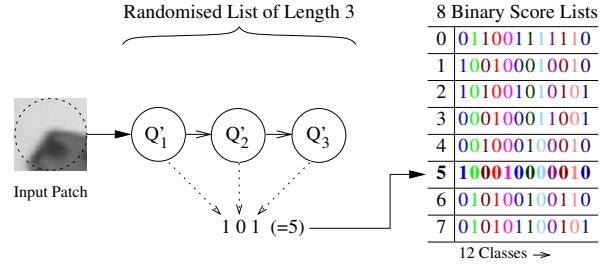 Randomised List of Length 3
8 Binary Score Lists
0 011001111110
1 100100010010
2 101001010101
3 000100011001
4 001000100010
5 100010000010
6 010100100110
7 010101100101
12 Classes
Q'1 Q'2 Q'3
Input Patch
1 0 1 (=5)